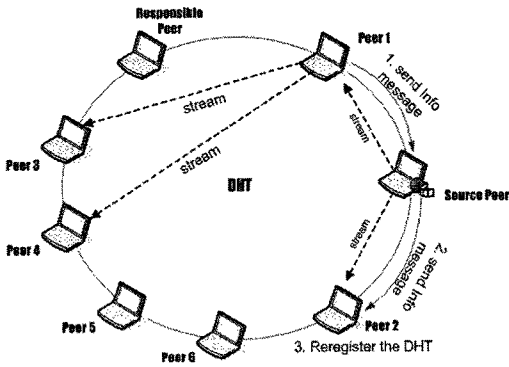 Responsible
Peer
Peer 1
1. send Info
message
stream
stream
Peer 3
DHT
stream
Source Peer
Peer 4
stream
2. send Info
message
Peer 5
Peer 2
Peer 6
3. Reregister the DHT